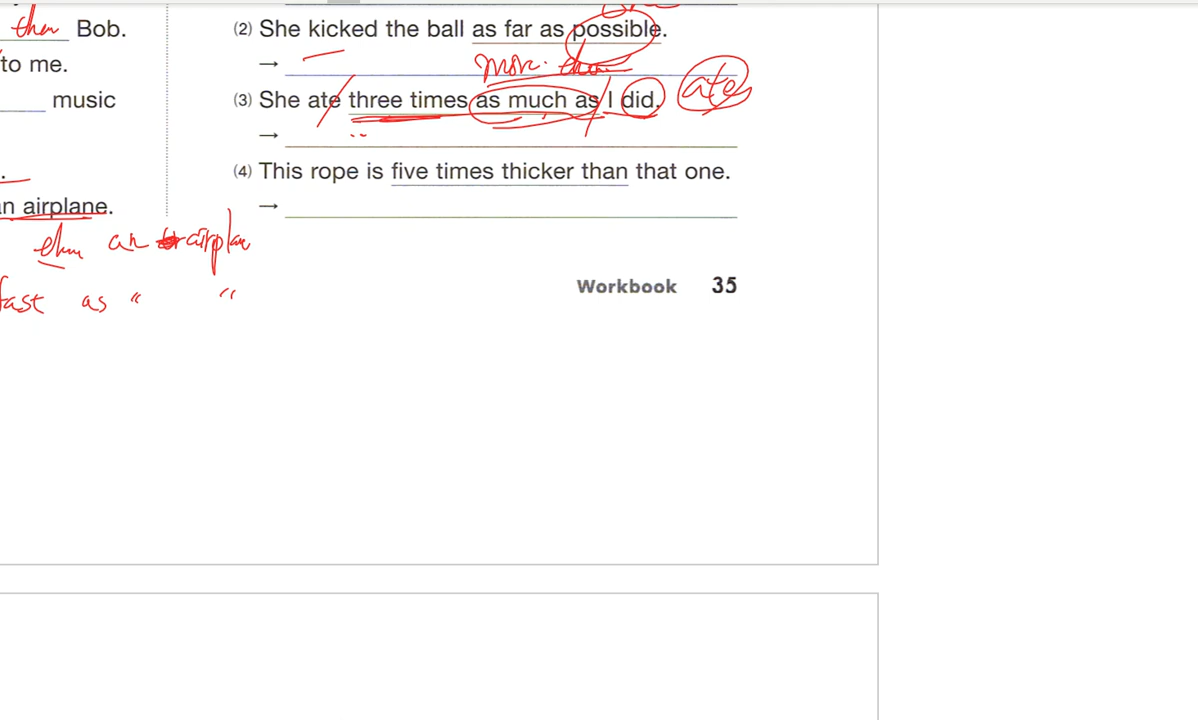 then Bob.
to me.
music
.
n airplane.
than an airplane
fast as " "
(2) She kicked the ball as far as possible.
→
more than
(3) She ate three times as much as I did.
ate
→
(4) This rope is five times thicker than that one.
→
Workbook 35